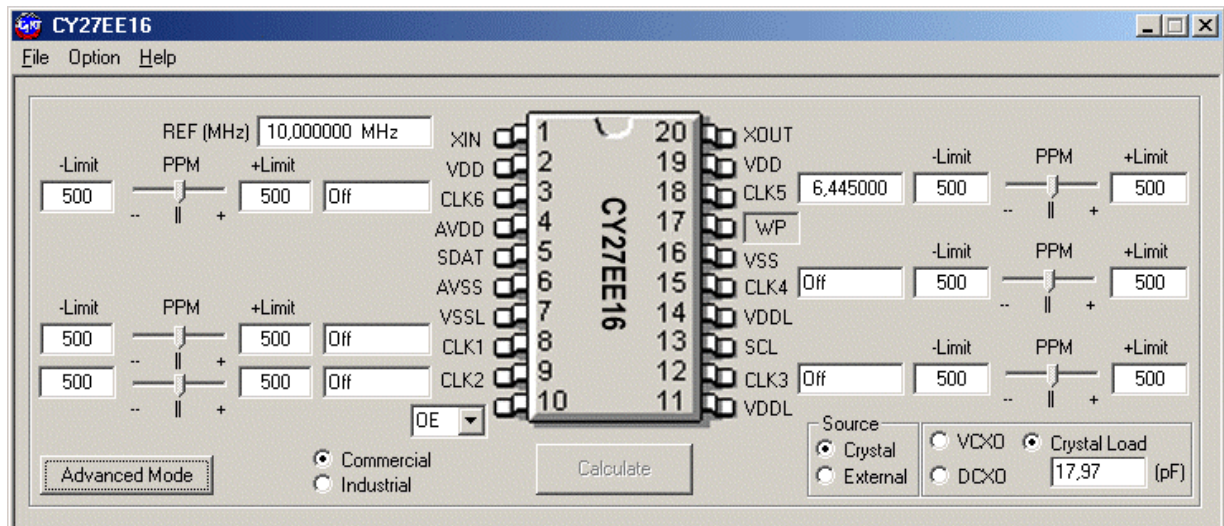 CY27EE16
File Option Help
REF (MHz) 10,000000 MHz
XIN 1 20 XOUT
-Limit PPM +Limit
VDD 2 19 VDD
-Limit PPM +Limit
500 -- || + 500 Off
CLK6 3 18 CLK5
6,445000 500 -- || + 500
AVDD 4 17 WP
CY27EE16
SDAT 5 16 VSS
-Limit PPM +Limit
AVSS 6 15 CLK4
Off 500 -- || + 500
-Limit PPM +Limit
VSSL 7 14 VDDL
500 -- || + 500 Off
CLK1 8 13 SCL
-Limit PPM +Limit
500 -- || + 500 Off
CLK2 9 12 CLK3
Off 500 -- || + 500
OE 10 11 VDDL
Source
Crystal
External
VCXO
DCXO
Crystal Load
17,97 (pF)
Advanced Mode
Commercial
Industrial
Calculate